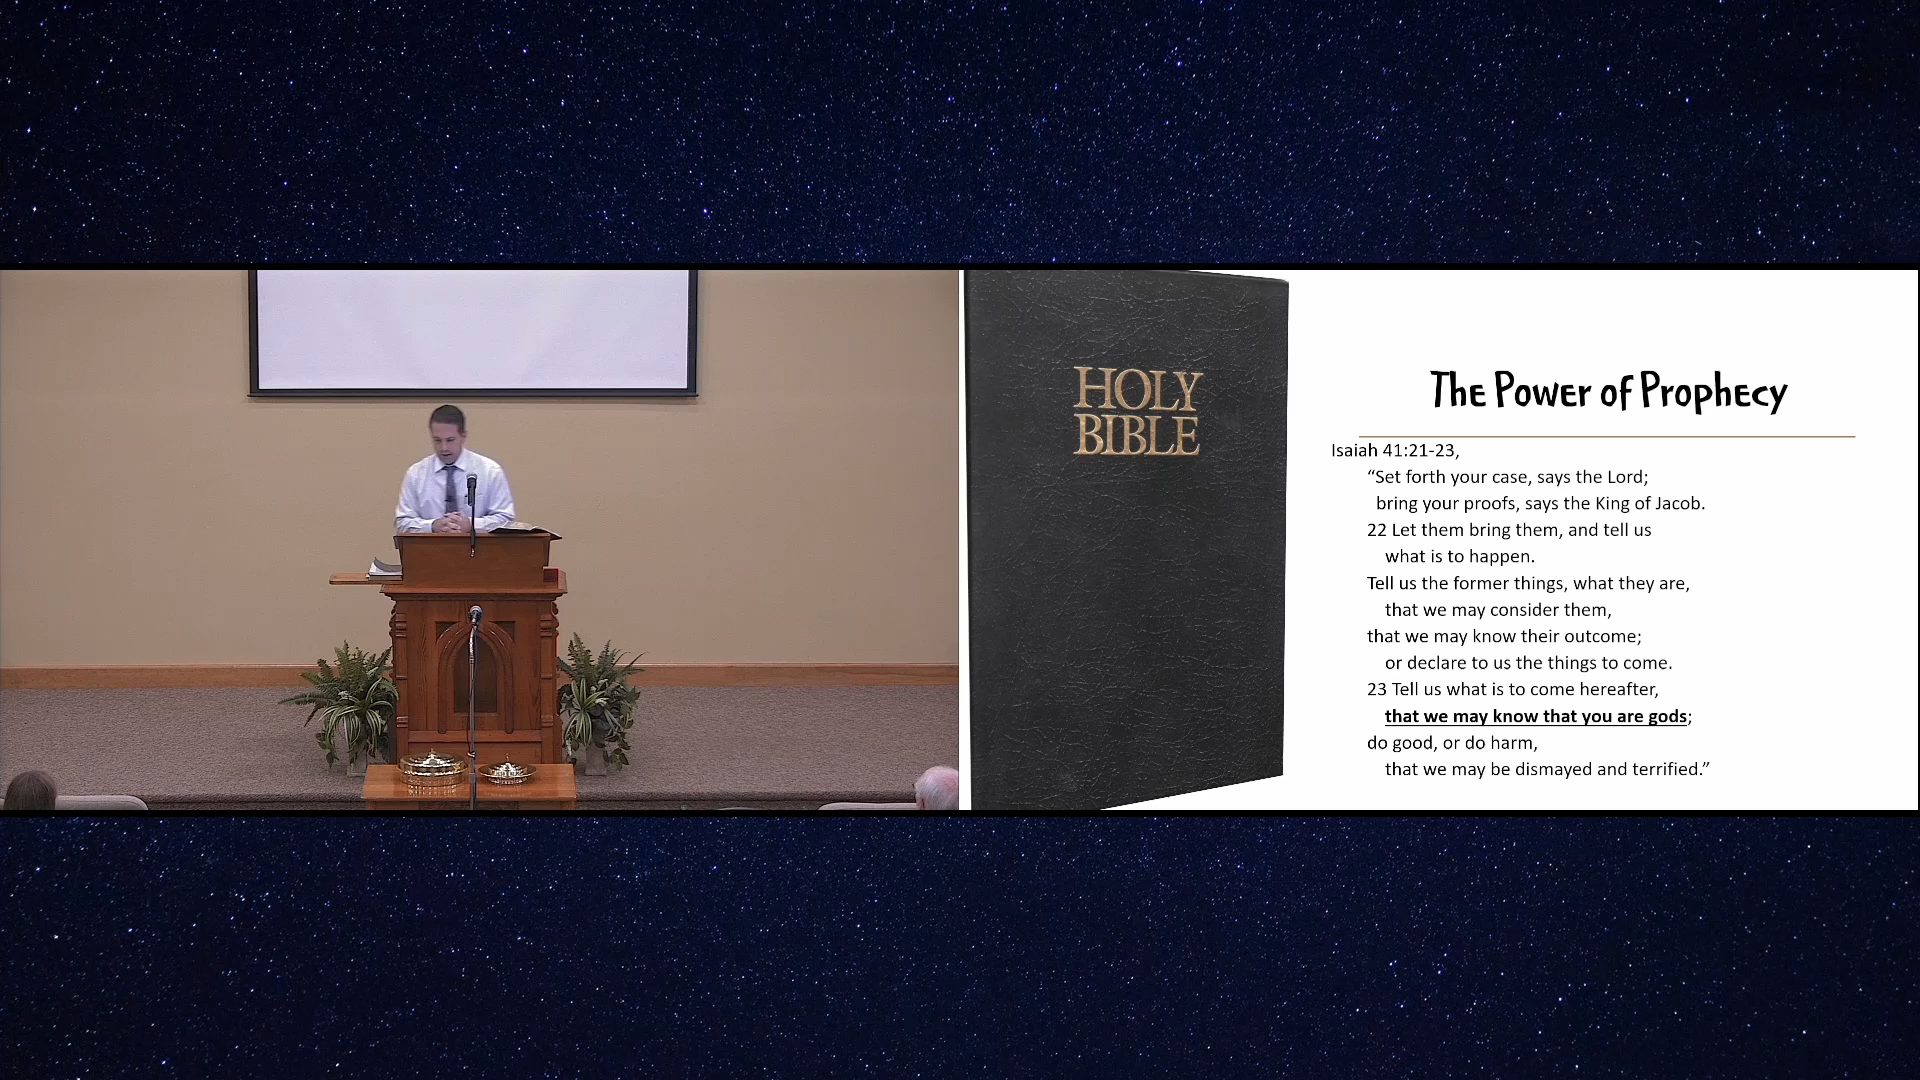 HOLY
BIBLE
The Power of Prophecy
Isaiah 41:21-23,
“Set forth your case, says the Lord;
bring your proofs, says the King of Jacob.
22 Let them bring them, and tell us
what is to happen.
Tell us the former things, what they are,
that we may consider them,
that we may know their outcome;
or declare to us the things to come.
23 Tell us what is to come hereafter,
that we may know that you are gods;
do good, or do harm,
that we may be dismayed and terrified.”